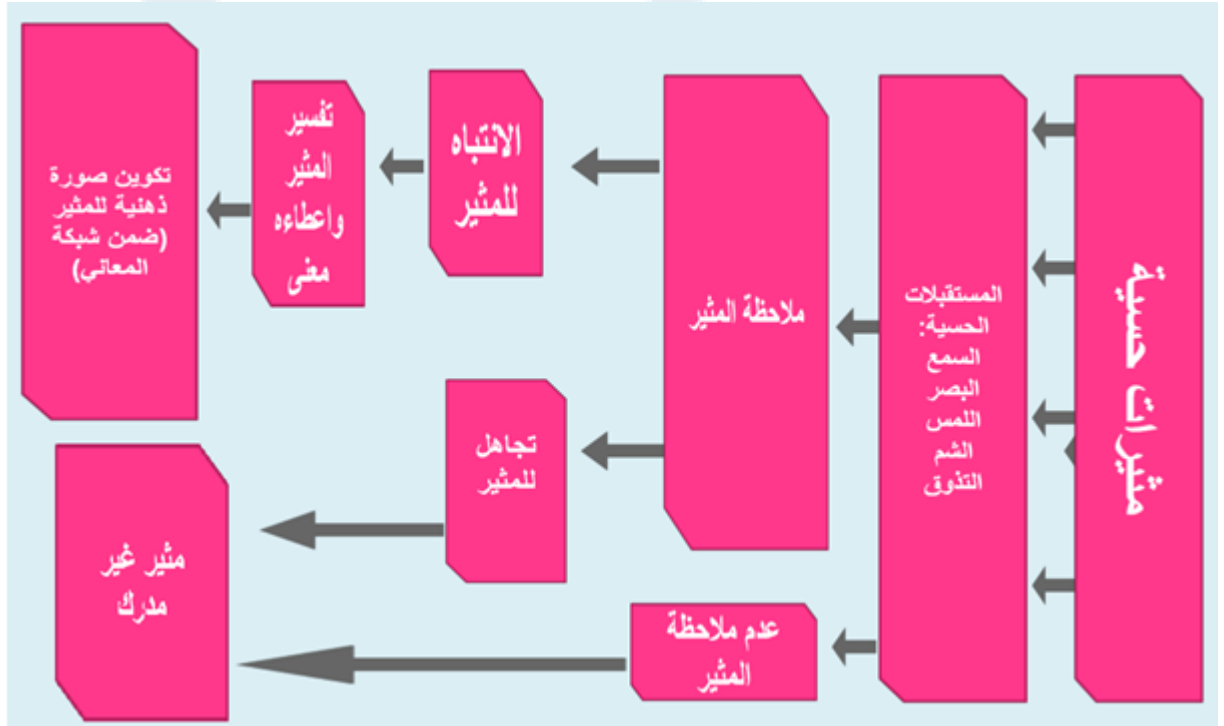 مثيرات حسية
المستقبلات
الحسية:
السمع
البصر
اللمس
الشم
التذوق
ملاحظة المثير
الانتباه
للمثير
تفسير
المثير
واعطاءه
معنى
تكوين صورة
ذهنية للمثير
(ضمن شبكة
المعاني)
تجاهل
للمثير
عدم ملاحظة
المثير
مثير غير
مدرك